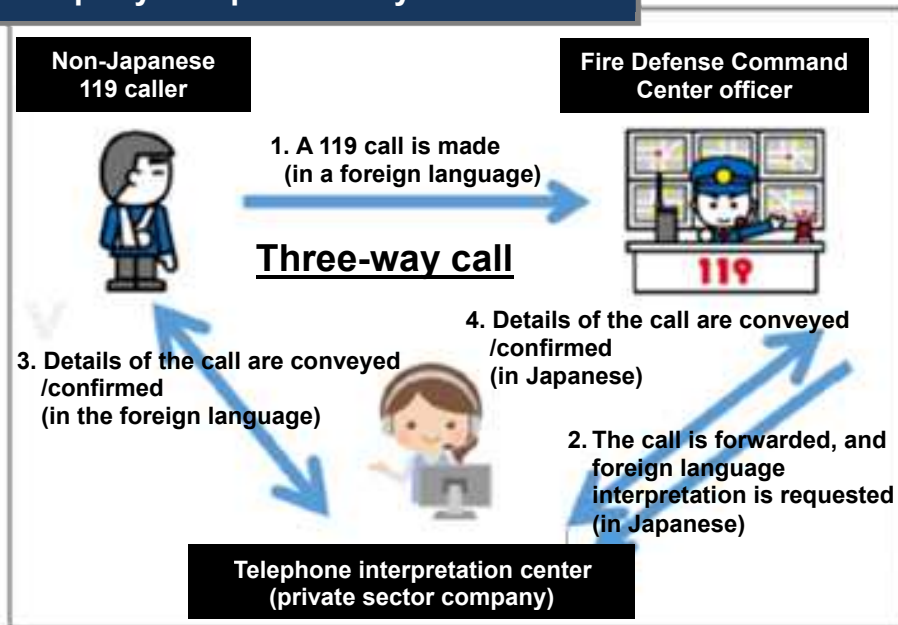 Non-Japanese
119 caller
Fire Defense Command
Center officer
1. A 119 call is made
(in a foreign language)
Three-way call
119
4. Details of the call are conveyed
/confirmed
(in Japanese)
3. Details of the call are conveyed
/confirmed
(in the foreign language)
2. The call is forwarded, and
foreign language
interpretation is requested
(in Japanese)
Telephone interpretation center
(private sector company)